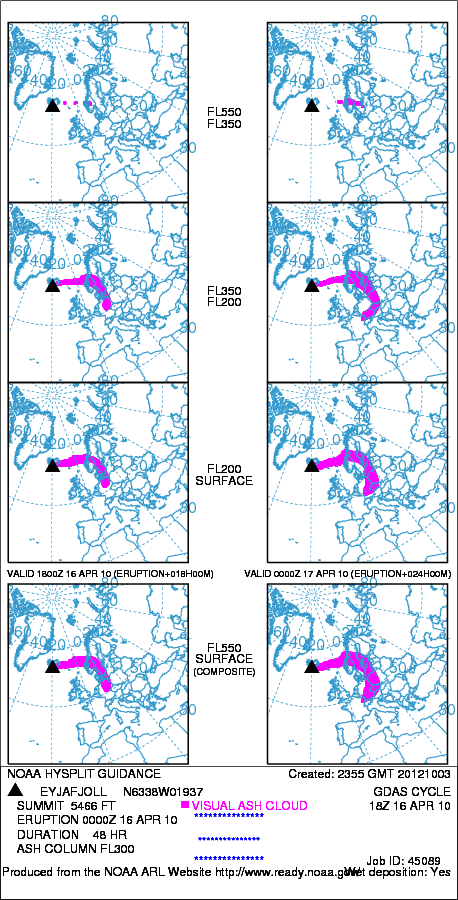 FL550
FL350
FL350
FL200
FL200
SURFACE
VALID 1800Z 16 APR 10 (ERUPTION+018H00M)
VALID 0000Z 17 APR 10 (ERUPTION+024H00M)
FL550
SURFACE
(COMPOSITE)
NOAA HYSPLIT GUIDANCE
Created: 2355 GMT 20121003
EYJAFJOLL N6338W01937
GDAS CYCLE
SUMMIT 5466 FT
VISUAL ASH CLOUD
18Z 16 APR 10
ERUPTION 0000Z 16 APR 10
**************
DURATION 48 HR
**************
ASH COLUMN FL300
**************
Job ID: 45089
Produced from the NOAA ARL Website http://www.ready.noaa.gov
Wet deposition: Yes